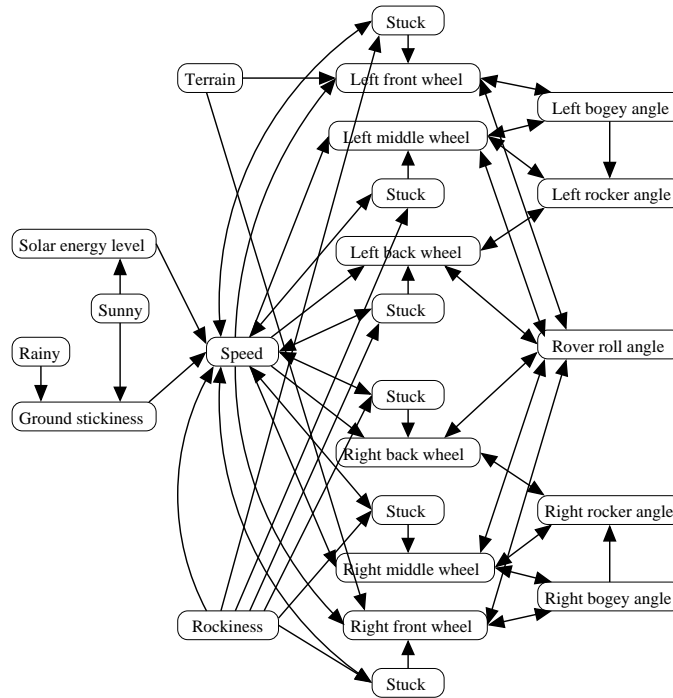 Stuck
Terrain
Left front wheel
Left bogey angle
Left middle wheel
Stuck
Left rocker angle
Solar energy level
Left back wheel
Sunny
Stuck
Rainy
Speed
Rover roll angle
Stuck
Ground stickiness
Right back wheel
Stuck
Right rocker angle
Right middle wheel
Right bogey angle
Rockiness
Right front wheel
Stuck